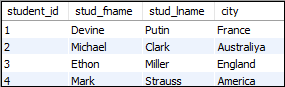 student_id stud_fname stud_lname city
1 Devine Putin France
2 Michael Clark Australiya
3 Ethon Miller England
4 Mark Strauss America